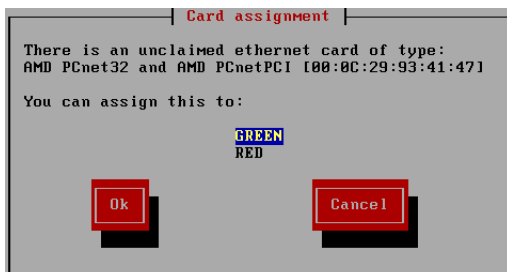 Card assignment
There is an unclaimed ethernet card of type:
AMD PCnet32 and AMD PCnetPCI [00:0C:29:93:41:47]
You can assign this to:
GREEN
RED
Ok Cancel